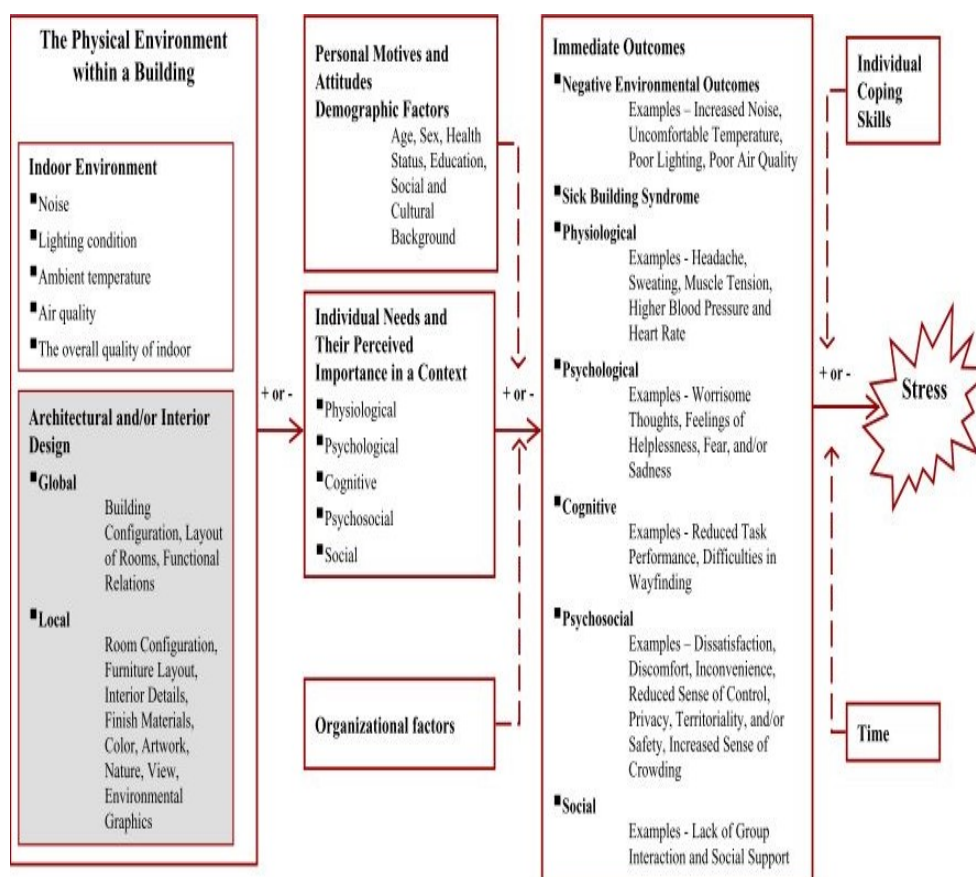 The Physical Environment
within a Building
Indoor Environment
■Noise
■Lighting condition
■Ambient temperature
■Air quality
■The overall quality of indoor
Architectural and/or Interior
Design
■Global
Building
Configuration, Layout
of Rooms, Functional
Relations
■Local
Room Configuration,
Furniture Layout,
Interior Details,
Finish Materials,
Color, Artwork,
Nature, View,
Environmental
Graphics
+ or -
Personal Motives and
Attitudes
Demographic Factors
Age, Sex, Health
Status, Education,
Social and
Cultural
Background
Individual Needs and
Their Perceived
Importance in a Context
■Physiological
■Psychological
■Cognitive
■Psychosocial
■Social
Organizational factors
+ or -
Immediate Outcomes
■Negative Environmental Outcomes
Examples – Increased Noise,
Uncomfortable Temperature,
Poor Lighting, Poor Air Quality
■Sick Building Syndrome
■Physiological
Examples - Headache,
Sweating, Muscle Tension,
Higher Blood Pressure and
Heart Rate
■Psychological
Examples - Worrisome
Thoughts, Feelings of
Helplessness, Fear, and/or
Sadness
■Cognitive
Examples - Reduced Task
Performance, Difficulties in
Wayfinding
■Psychosocial
Examples – Dissatisfaction,
Discomfort, Inconvenience,
Reduced Sense of Control,
Privacy, Territoriality, and/or
Safety, Increased Sense of
Crowding
■Social
Examples - Lack of Group
Interaction and Social Support
Individual
Coping
Skills
+ or -
Stress
Time